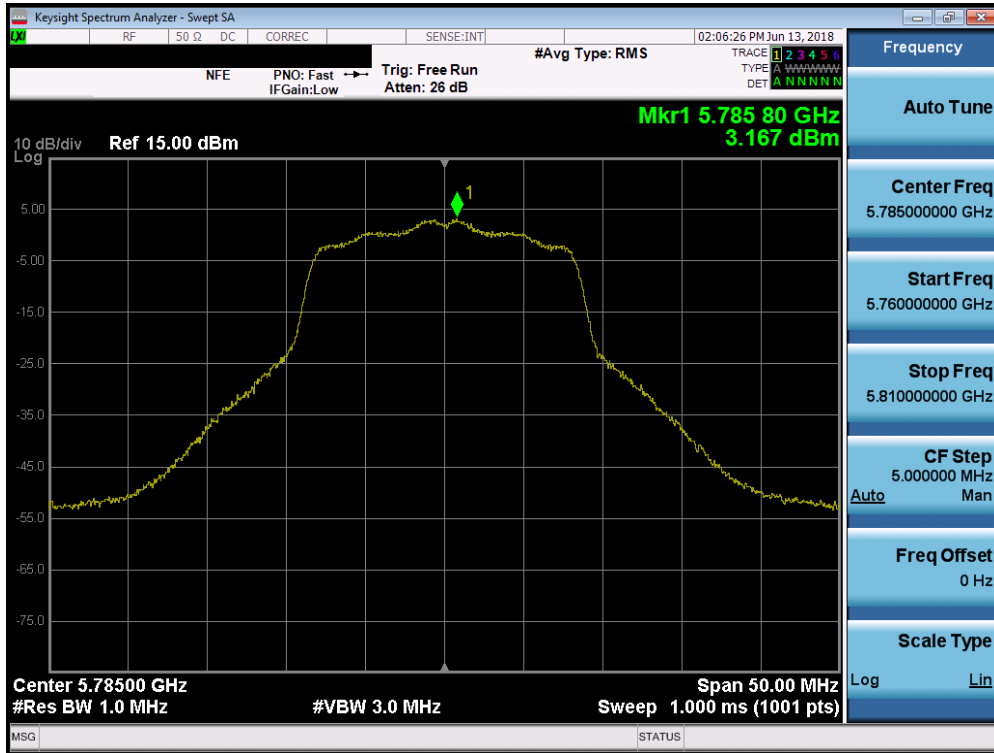 Keysight Spectrum Analyzer - Swept SA
LXI RF 50 Ω DC CORREC SENSE:INT 02:06:26 PM Jun 13, 2018
NFE PNO: Fast Trig: Free Run #Avg Type: RMS TRACE 1 2 3 4 5 6
IFGain:Low Atten: 26 dB TYPE A WWWWW
DET A N N N N N
Mkr1 5.785 80 GHz
3.167 dBm
10 dB/div Ref 15.00 dBm
Log
1
5.00
-5.00
-15.0
-25.0
-35.0
-45.0
-55.0
-65.0
-75.0
Center 5.78500 GHz Span 50.00 MHz
#Res BW 1.0 MHz #VBW 3.0 MHz Sweep 1.000 ms (1001 pts)
MSG STATUS
Frequency
Auto Tune
Center Freq
5.785000000 GHz
Start Freq
5.760000000 GHz
Stop Freq
5.810000000 GHz
CF Step
5.000000 MHz
Auto Man
Freq Offset
0 Hz
Scale Type
Log Lin